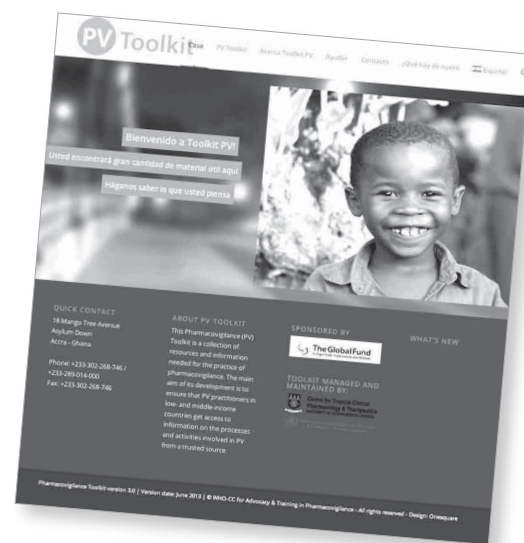 PV Toolkit
Casa PV Toolkit Acerca Toolkit PV Ayudar Contacto ¿Qué hay de nuevo Español
Bienvenido a Toolkit PV!
Usted encontrará gran cantidad de material útil aquí
Háganos saber lo que usted piensa
QUICK CONTACT
18 Mango Tree Avenue
Asylum Down
Accra - Ghana
Phone: +233-302-268-746 /
+233-289-014-000
Fax: +233-302-268-746
ABOUT PV TOOLKIT
This Pharmacovigilance (PV)
Toolkit is a collection of
resources and information
needed for the practice of
pharmacovigilance. The main
aim of its development is to
ensure that PV practitioners in
low- and middle-income
countries get access to
information on the processes
and activities involved in PV
from a trusted source.
SPONSORED BY
The Global Fund
TOOLKIT MANAGED AND
MAINTAINED BY:
Centre for Tropical Clinical
Pharmacology & Therapeutics
WHAT'S NEW
Pharmacovigilance Toolkit version 3.0 | Version date: June 2013 | © WHO-CC for Advocacy & Training in Pharmacovigilance - All rights reserved - Design: Onesquare